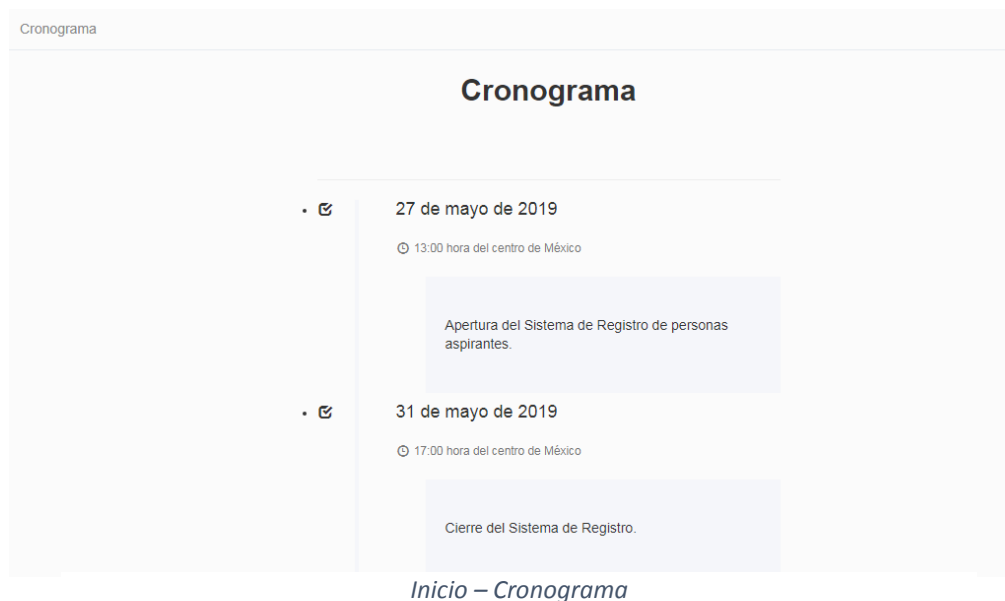 Cronograma
Cronograma
27 de mayo de 2019
13:00 hora del centro de México
Apertura del Sistema de Registro de personas
aspirantes.
31 de mayo de 2019
17:00 hora del centro de México
Cierre del Sistema de Registro.
Inicio – Cronograma